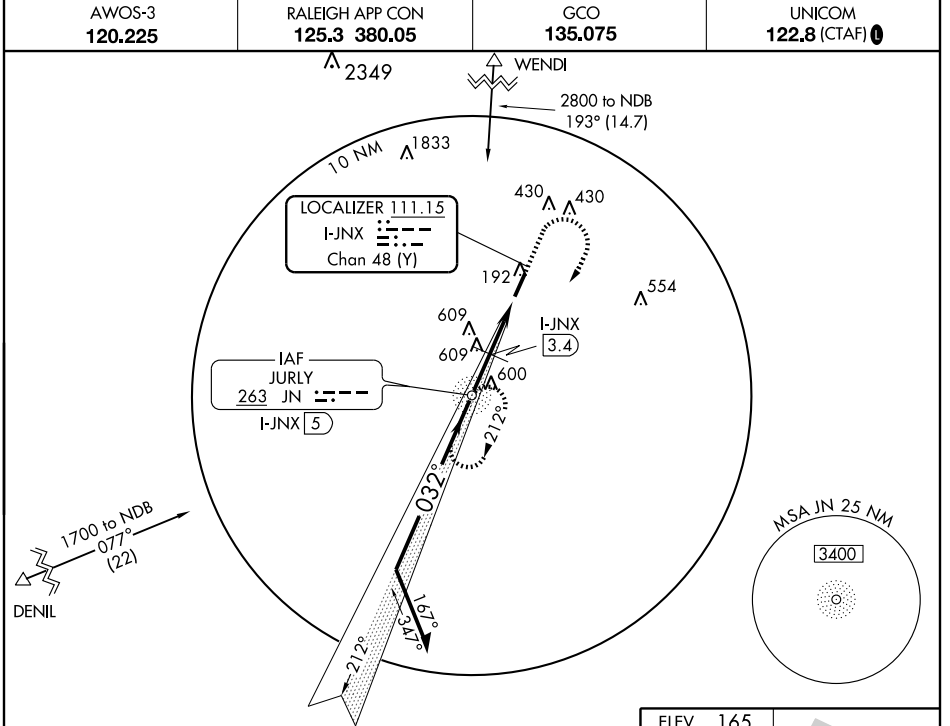 AWOS-3
120.225
RALEIGH APP CON
125.3 380.05
GCO
135.075
UNICOM
122.8 (CTAF) L
2349
WENDI
2800 to NDB
193° (14.7)
10 NM
1833
LOCALIZER 111.15
I-JNX
Chan 48 (Y)
430
430
192
554
609
609
I-JNX
3.4
IAF
JURLY
263 JN
I-JNX 5
600
212°
032°
1700 to NDB
077°
(22)
DENIL
167°
347°
212°
MSA JN 25 NM
3400
ELEV 165